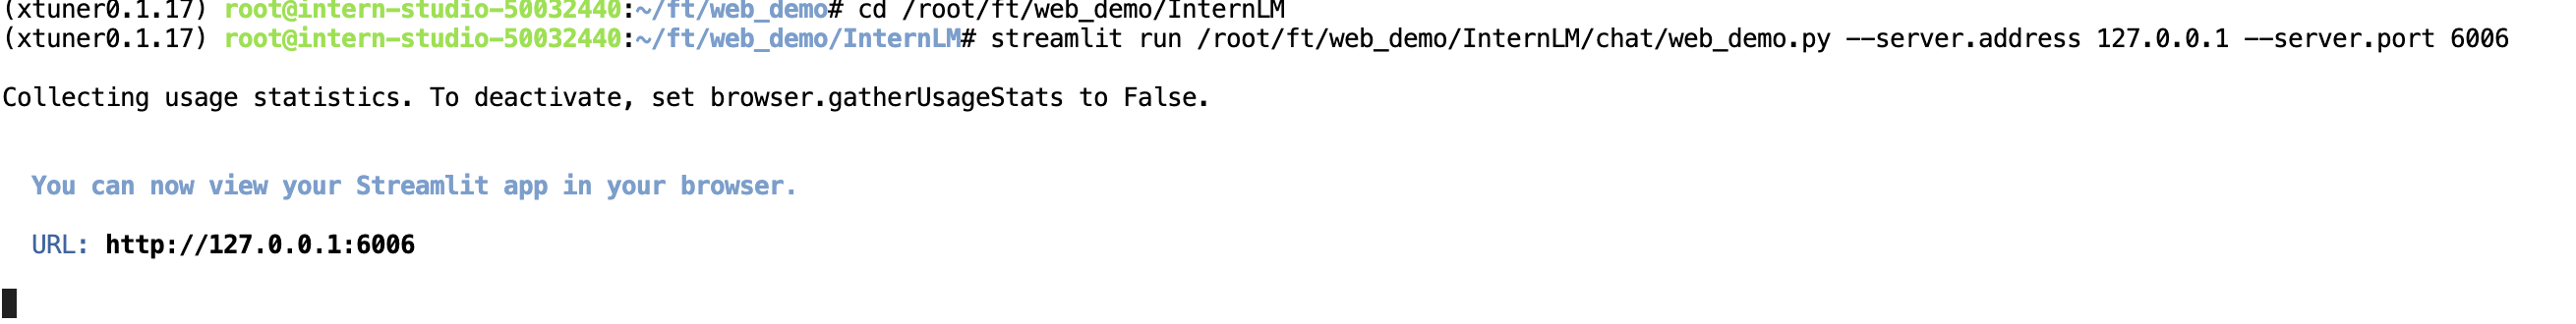 (xtuner0.1.17) root@intern-studio-50032440:~/ft/web_demo# cd /root/ft/web_demo/InternLM
(xtuner0.1.17) root@intern-studio-50032440:~/ft/web_demo/InternLM# streamlit run /root/ft/web_demo/InternLM/chat/web_demo.py --server.address 127.0.0.1 --server.port 6006
Collecting usage statistics. To deactivate, set browser.gatherUsageStats to False.
You can now view your Streamlit app in your browser.
URL: http://127.0.0.1:6006